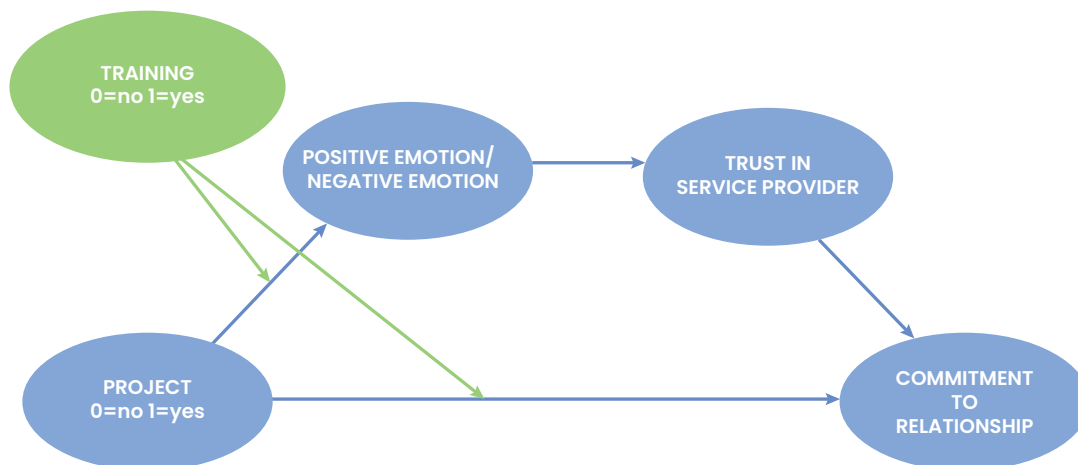 TRAINING
0=no 1=yes
POSITIVE EMOTION/
NEGATIVE EMOTION
TRUST IN
SERVICE PROVIDER
PROJECT
0=no 1=yes
COMMITMENT
TO
RELATIONSHIP